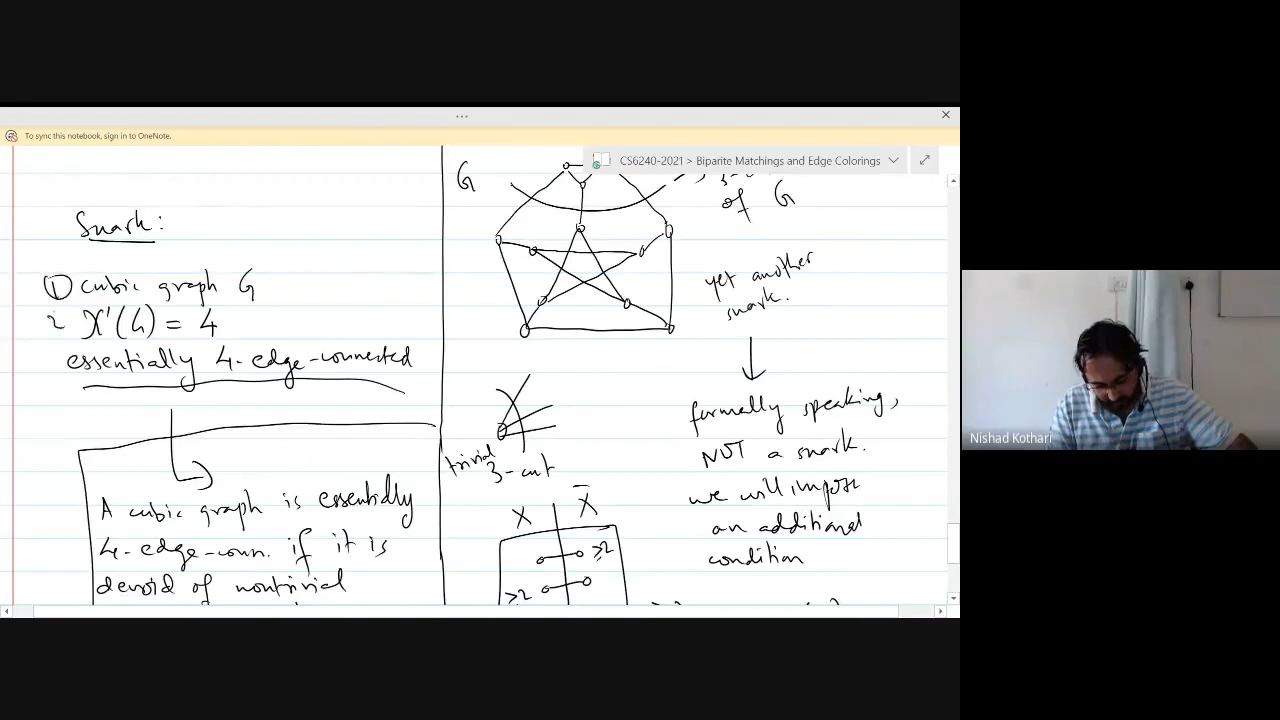 To sync this notebook, sign in to OneNote.
CS6240-2021 > Biparite Matchings and Edge Colorings
Snark:
① cubic graph G
2 χ'(G) = 4
essentially 4-edge-connected
A cubic graph is essentially
4-edge-conn. if it is
devoid of nontrivial
G
of G
yet another
snark.
trivial
3-cut
X X̄
≥2
≥2
formally speaking,
NOT a snark.
we will impose
an additional
condition
Nishad Kothari